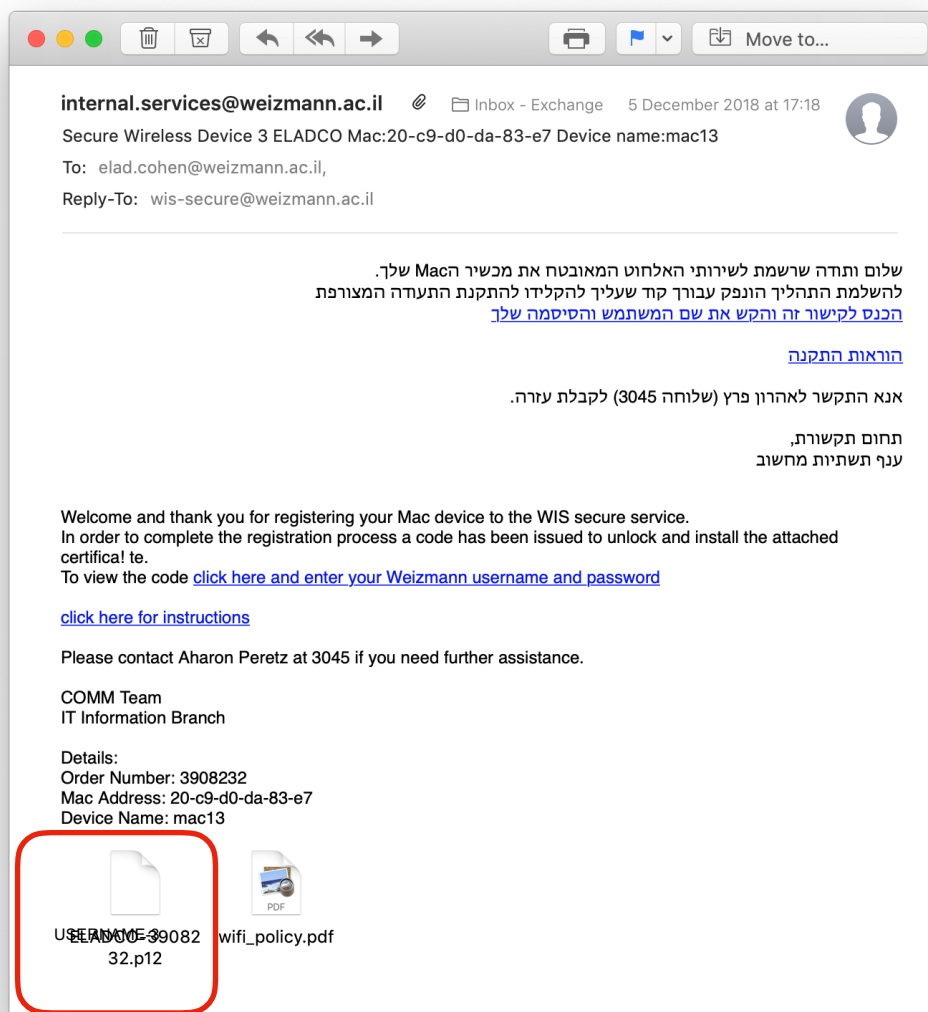 Move to...
internal.services@weizmann.ac.il Inbox - Exchange 5 December 2018 at 17:18
Secure Wireless Device 3 ELADCO Mac:20-c9-d0-da-83-e7 Device name:mac13
To: elad.cohen@weizmann.ac.il,
Reply-To: wis-secure@weizmann.ac.il
שלום ותודה שרשמת לשירותי האלחוט המאובטח את מכשיר הMac שלך.
להשלמת התהליך הונפק עבורך קוד שעליך להקלידו להתקנת התעודה המצורפת
הכנס לקישור זה והקש את שם המשתמש והסיסמה שלך
הוראות התקנה
אנא התקשר לאהרון פרץ (שלוחה 3045) לקבלת עזרה.
תחום תקשורת,
ענף תשתיות מחשוב
Welcome and thank you for registering your Mac device to the WIS secure service.
In order to complete the registration process a code has been issued to unlock and install the attached
certifica! te.
To view the code click here and enter your Weizmann username and password
click here for instructions
Please contact Aharon Peretz at 3045 if you need further assistance.
COMM Team
IT Information Branch
Details:
Order Number: 3908232
Mac Address: 20-c9-d0-da-83-e7
Device Name: mac13
PDF
USERNAME-3
ELADCO-39082
32.p12
wifi_policy.pdf